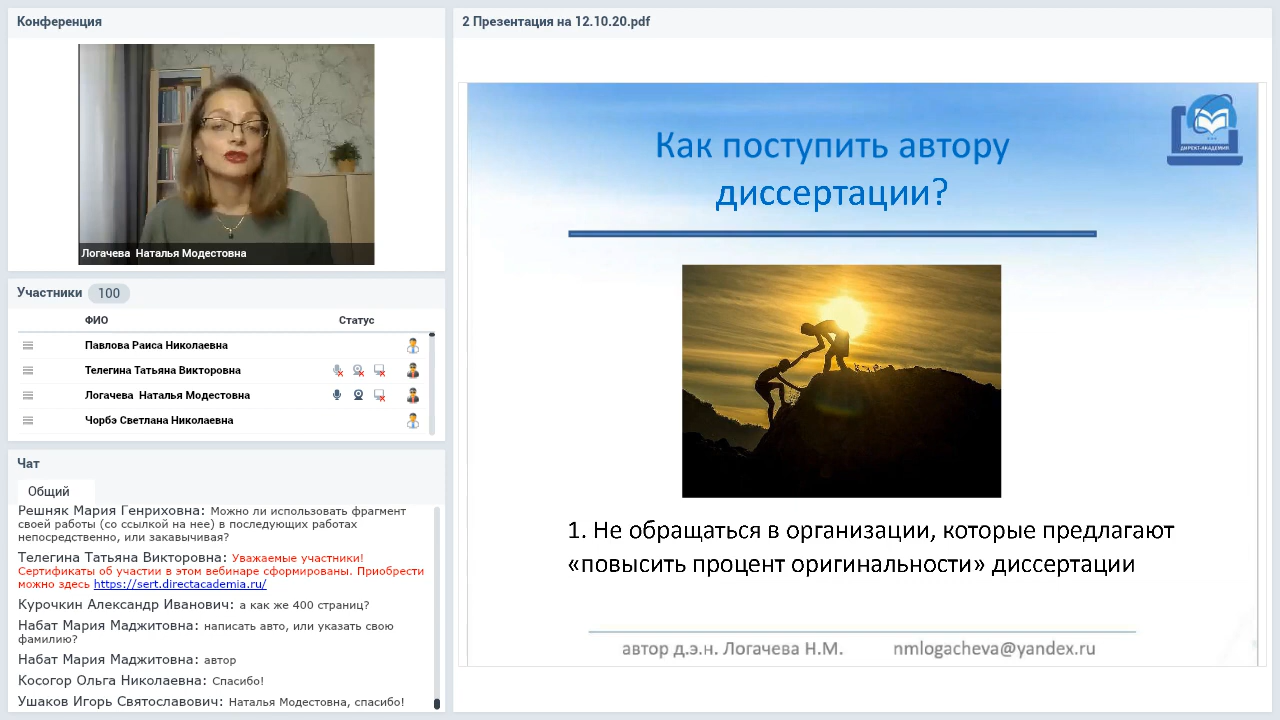 Конференция
Логачева  Наталья Модестовна
Участники 100
ФИО Статус
Павлова Раиса Николаевна
Телегина Татьяна Викторовна
Логачева  Наталья Модестовна
Чорбэ Светлана Николаевна
Чат
Общий
Решняк Мария Генриховна: Можно ли использовать фрагмент
своей работы (со ссылкой на нее) в последующих работах
непосредственно, или закавычивая?
Телегина Татьяна Викторовна: Уважаемые участники!
Сертификаты об участии в этом вебинаре сформированы. Приобрести
можно здесь https://sert.directacademia.ru/
Курочкин Александр Иванович: а как же 400 страниц?
Набат Мария Маджитовна: написать авто, или указать свою
фамилию?
Набат Мария Маджитовна: автор
Косогор Ольга Николаевна: Спасибо!
Ушаков Игорь Святославович: Наталья Модестовна, спасибо!
2 Презентация на 12.10.20.pdf
ДИРЕКТ-АКАДЕМИЯ
Как поступить автору
диссертации?
1. Не обращаться в организации, которые предлагают
«повысить процент оригинальности» диссертации
автор д.э.н. Логачева Н.М. nmlogacheva@yandex.ru